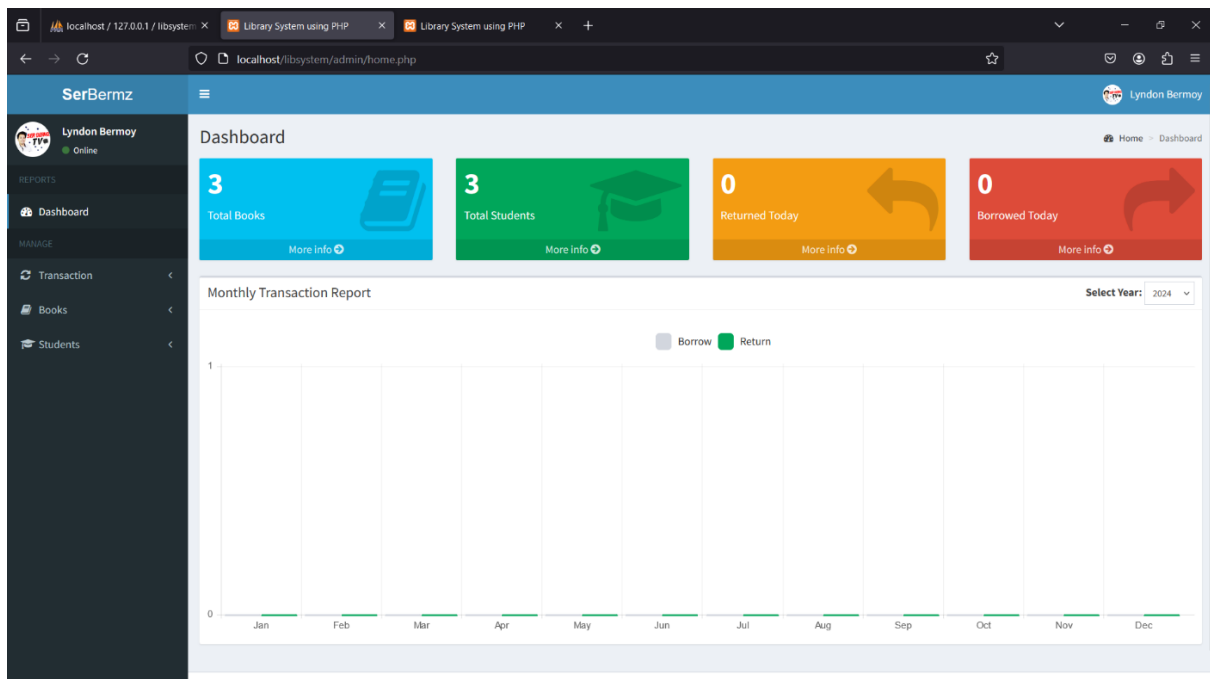 localhost / 127.0.0.1 / libsystem
Library System using PHP
Library System using PHP
localhost/libsystem/admin/home.php
SerBermz
Lyndon Bermoy
Lyndon Bermoy
Online
Dashboard
Home > Dashboard
REPORTS
Dashboard
MANAGE
Transaction
Books
Students
3
Total Books
More info
3
Total Students
More info
0
Returned Today
More info
0
Borrowed Today
More info
Monthly Transaction Report
Select Year: 2024
Borrow Return
1
0
Jan Feb Mar Apr May Jun Jul Aug Sep Oct Nov Dec